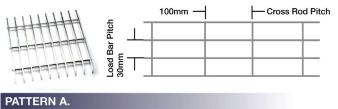 100mm
Cross Rod Pitch
Load Bar Pitch
30mm
PATTERN A.